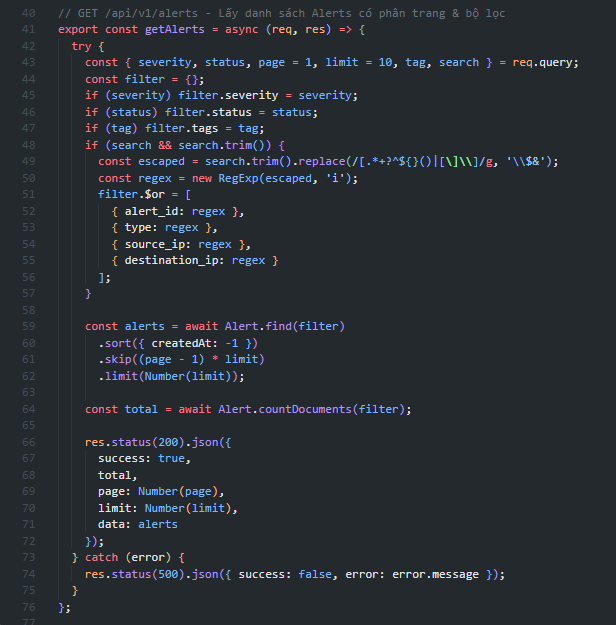 40 // GET /api/v1/alerts - Lấy danh sách Alerts có phân trang & bộ lọc
41 export const getAlerts = async (req, res) => {
42   try {
43     const { severity, status, page = 1, limit = 10, tag, search } = req.query;
44     const filter = {};
45     if (severity) filter.severity = severity;
46     if (status) filter.status = status;
47     if (tag) filter.tags = tag;
48     if (search && search.trim()) {
49       const escaped = search.trim().replace(/[.*+?^${}()|[\]\\]/g, '\\$&');
50       const regex = new RegExp(escaped, 'i');
51       filter.$or = [
52         { alert_id: regex },
53         { type: regex },
54         { source_ip: regex },
55         { destination_ip: regex }
56       ];
57     }
58
59     const alerts = await Alert.find(filter)
60       .sort({ createdAt: -1 })
61       .skip((page - 1) * limit)
62       .limit(Number(limit));
63
64     const total = await Alert.countDocuments(filter);
65
66     res.status(200).json({
67       success: true,
68       total,
69       page: Number(page),
70       limit: Number(limit),
71       data: alerts
72     });
73   } catch (error) {
74     res.status(500).json({ success: false, error: error.message });
75   }
76 };
77